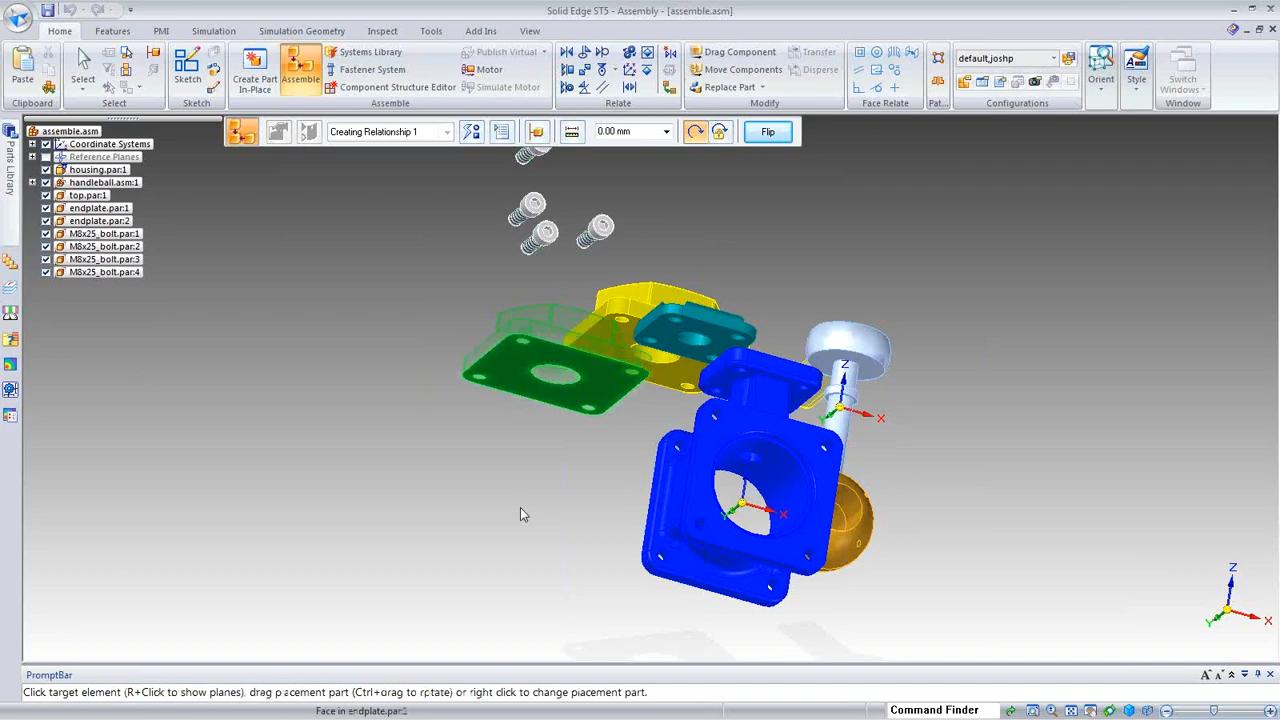 Solid Edge ST5 - Assembly - [assemble.asm]
Home Features PMI Simulation Simulation Geometry Inspect Tools Add Ins View
Paste
Clipboard
Select
Select
Sketch
Sketch
Create Part In-Place
Assemble
Systems Library
Fastener System
Component Structure Editor
Publish Virtual
Motor
Simulate Motor
Assemble
Relate
Drag Component
Move Components
Replace Part
Transfer
Disperse
Modify
Face Relate
Pat...
default_joshp
Configurations
Orient
Style
Switch Windows
Window
Creating Relationship 1
0.00 mm
Flip
Parts Library
assemble.asm
Coordinate Systems
Reference Planes
housing.par:1
handleball.asm:1
top.par:1
endplate.par:1
endplate.par:2
M8x25_bolt.par:1
M8x25_bolt.par:2
M8x25_bolt.par:3
M8x25_bolt.par:4
Z
X
Y
Z
X
Y
Z
X
Y
PromptBar
Click target element (R+Click to show planes), drag placement part (Ctrl+drag to rotate) or right click to change placement part.
Command Finder